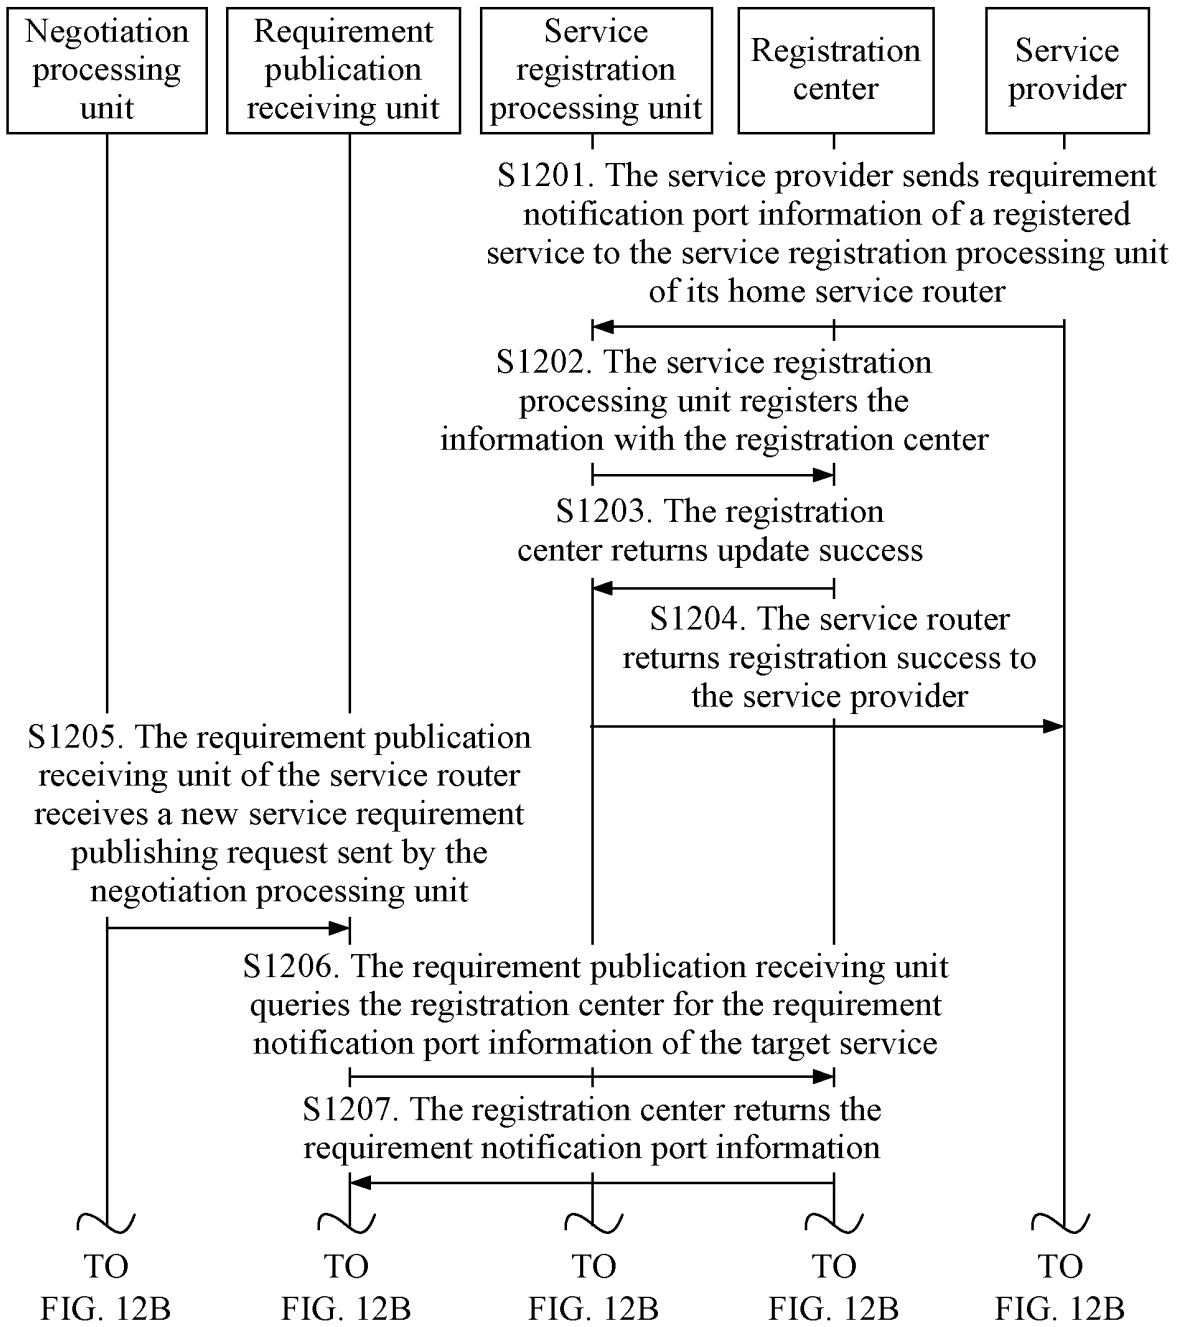 Negotiation
processing
unit
Requirement
publication
receiving unit
Service
registration
processing unit
Registration
center
Service
provider
S1201. The service provider sends requirement
notification port information of a registered
service to the service registration processing unit
of its home service router
S1202. The service registration
processing unit registers the
information with the registration center
S1203. The registration
center returns update success
S1204. The service router
returns registration success to
the service provider
S1205. The requirement publication
receiving unit of the service router
receives a new service requirement
publishing request sent by the
negotiation processing unit
S1206. The requirement publication receiving unit
queries the registration center for the requirement
notification port information of the target service
S1207. The registration center returns the
requirement notification port information
TO
FIG. 12B
TO
FIG. 12B
TO
FIG. 12B
TO
FIG. 12B
TO
FIG. 12B